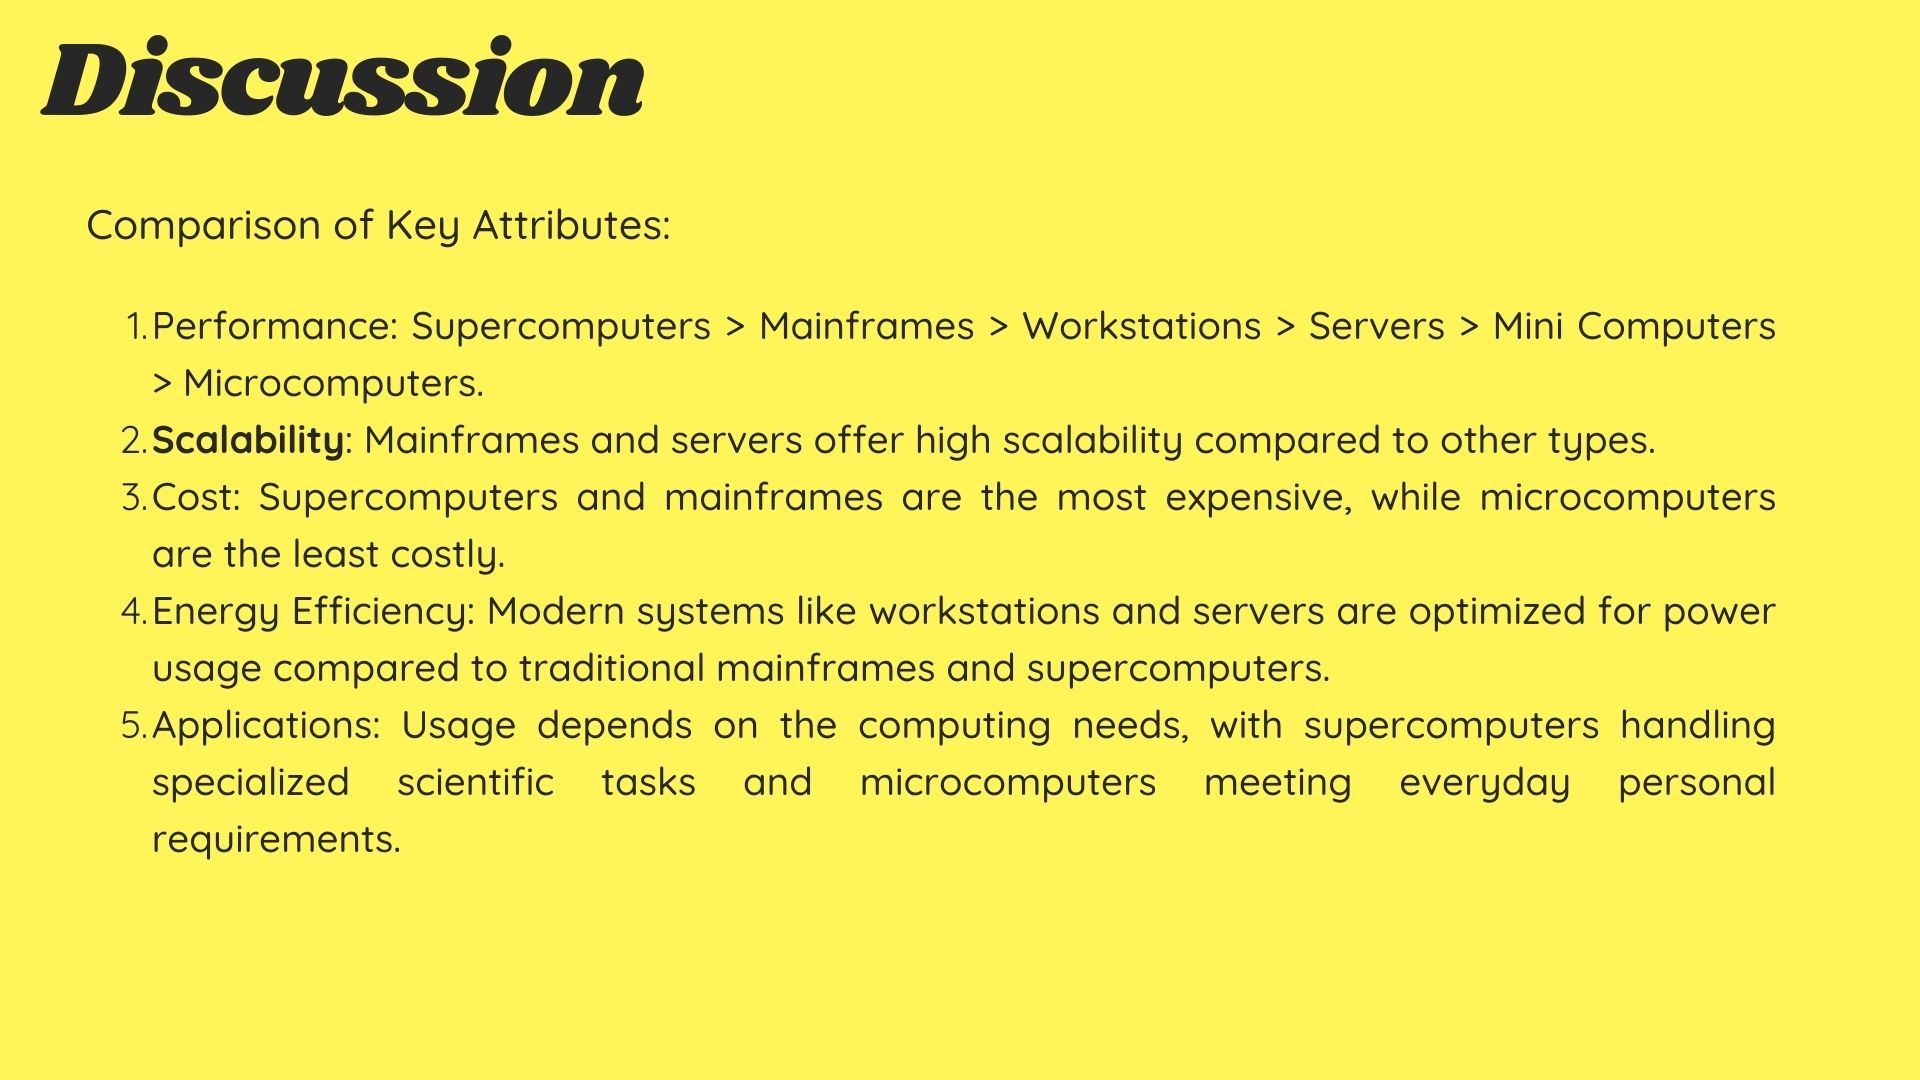 Discussion
Comparison of Key Attributes:
1. Performance: Supercomputers > Mainframes > Workstations > Servers > Mini Computers
> Microcomputers.
2. Scalability: Mainframes and servers offer high scalability compared to other types.
3. Cost: Supercomputers and mainframes are the most expensive, while microcomputers
are the least costly.
4. Energy Efficiency: Modern systems like workstations and servers are optimized for power
usage compared to traditional mainframes and supercomputers.
5. Applications: Usage depends on the computing needs, with supercomputers handling
specialized scientific tasks and microcomputers meeting everyday personal
requirements.